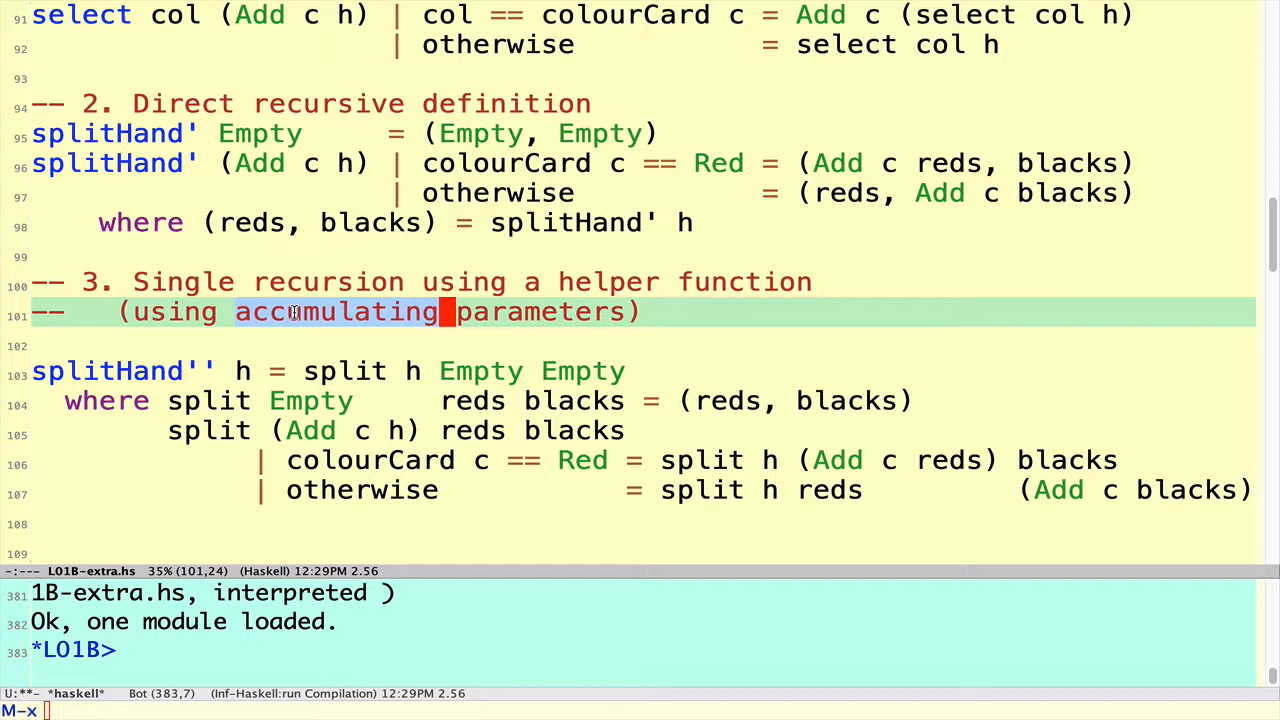 91 select col (Add c h) | col == colourCard c = Add c (select col h)
92                      | otherwise           = select col h
93
94 -- 2. Direct recursive definition
95 splitHand' Empty     = (Empty, Empty)
96 splitHand' (Add c h) | colourCard c == Red = (Add c reds, blacks)
97                      | otherwise           = (reds, Add c blacks)
98     where (reds, blacks) = splitHand' h
99
100 -- 3. Single recursion using a helper function
101 --    (using accumulating parameters)
102
103 splitHand'' h = split h Empty Empty
104   where split Empty     reds blacks = (reds, blacks)
105         split (Add c h) reds blacks
106              | colourCard c == Red = split h (Add c reds) blacks
107              | otherwise           = split h reds         (Add c blacks)
108
109
-:--- L01B-extra.hs  35% (101,24)  (Haskell) 12:29PM 2.56
381 1B-extra.hs, interpreted )
382 Ok, one module loaded.
383 *L01B>
U:**- *haskell*  Bot (383,7)  (Inf-Haskell:run Compilation) 12:29PM 2.56
M-x